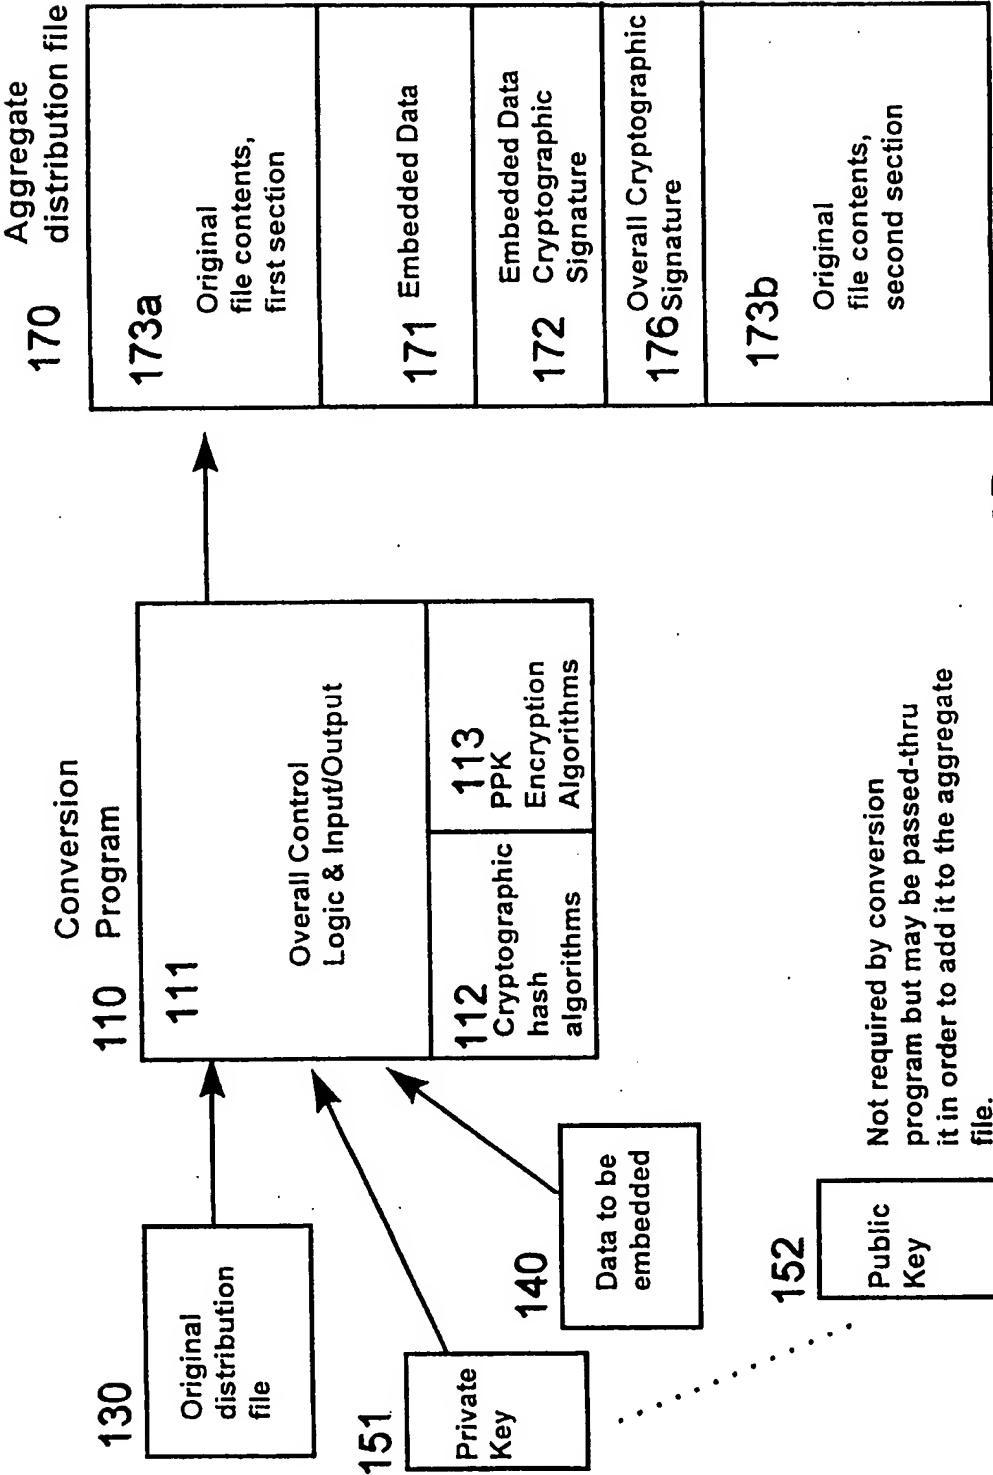 130
Original
distribution
file
151
Private
Key
140
Data to be
embedded
152
Public
Key
Not required by conversion
program but may be passed-thru
it in order to add it to the aggregate
file.
110
Conversion
Program
111
Overall Control
Logic & Input/Output
112
Cryptographic
hash
algorithms
113
PPK
Encryption
Algorithms
170
Aggregate
distribution file
173a
Original
file contents,
first section
171
Embedded Data
172
Embedded Data
Cryptographic
Signature
176
Overall Cryptographic
Signature
173b
Original
file contents,
second section